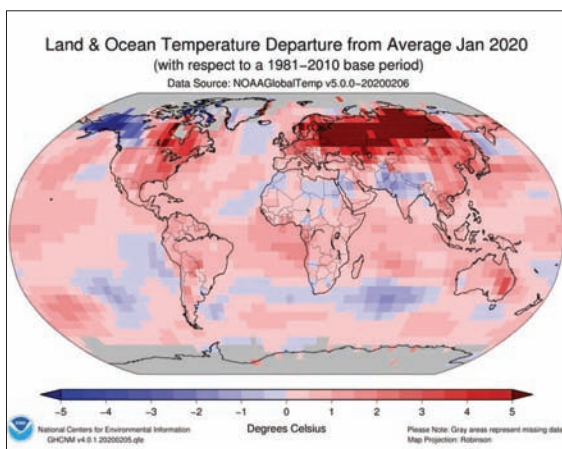 Land & Ocean Temperature Departure from Average Jan 2020
(with respect to a 1981−2010 base period)
Data Source: NOAAGlobalTemp v5.0.0−20200206
−5 −4 −3 −2 −1 0 1 2 3 4 5
Degrees Celsius
National Centers for Environmental Information
GHCNM v4.0.1.20200205.qfe
Please Note: Gray areas represent missing data
Map Projection: Robinson